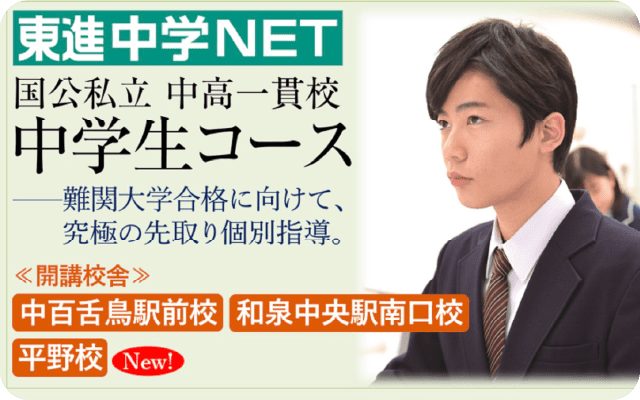 東進中学NET
国公私立 中高一貫校
中学生コース
――難関大学合格に向けて、
究極の先取り個別指導。
≪開講校舎≫
中百舌鳥駅前校 和泉中央駅南口校
平野校 New!